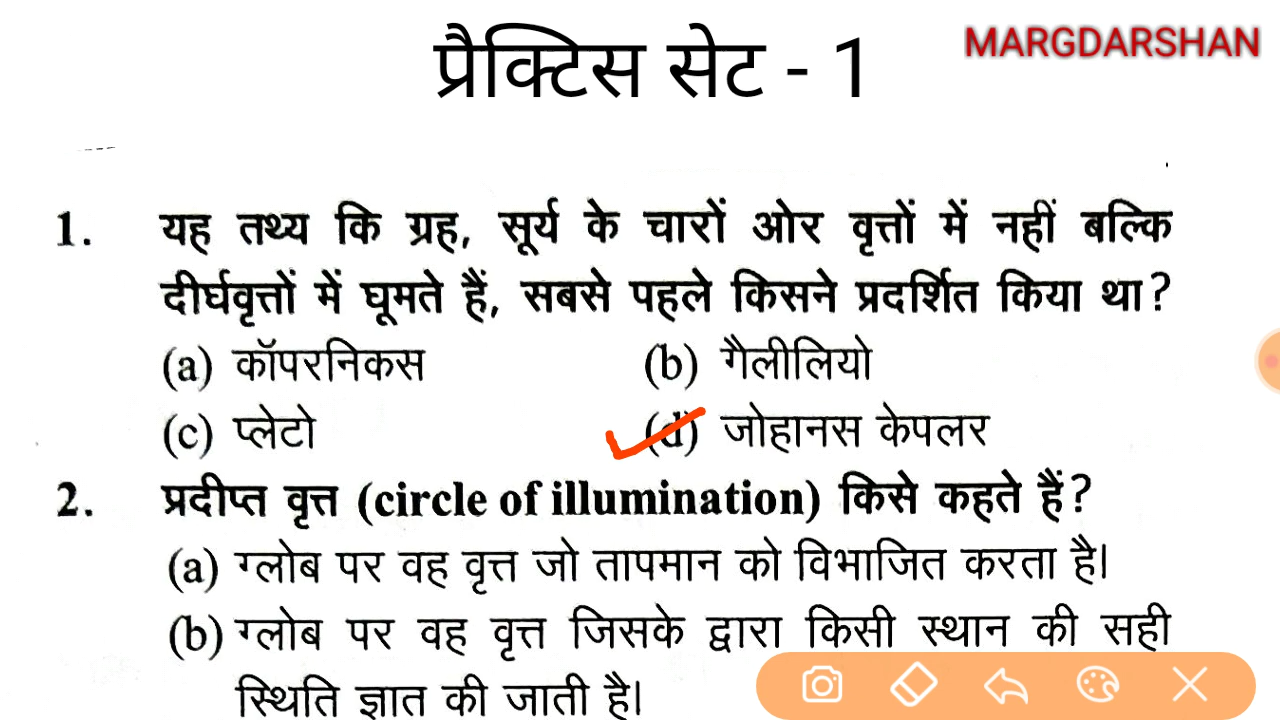 प्रैक्टिस सेट - 1
MARGDARSHAN
1. यह तथ्य कि ग्रह, सूर्य के चारों ओर वृत्तों में नहीं बल्कि
दीर्घवृत्तों में घूमते हैं, सबसे पहले किसने प्रदर्शित किया था?
(a) कॉपरनिकस (b) गैलीलियो
(c) प्लेटो (d) जोहानस केपलर
2. प्रदीप्त वृत्त (circle of illumination) किसे कहते हैं?
(a) ग्लोब पर वह वृत्त जो तापमान को विभाजित करता है।
(b) ग्लोब पर वह वृत्त जिसके द्वारा किसी स्थान की सही
स्थिति ज्ञात की जाती है।